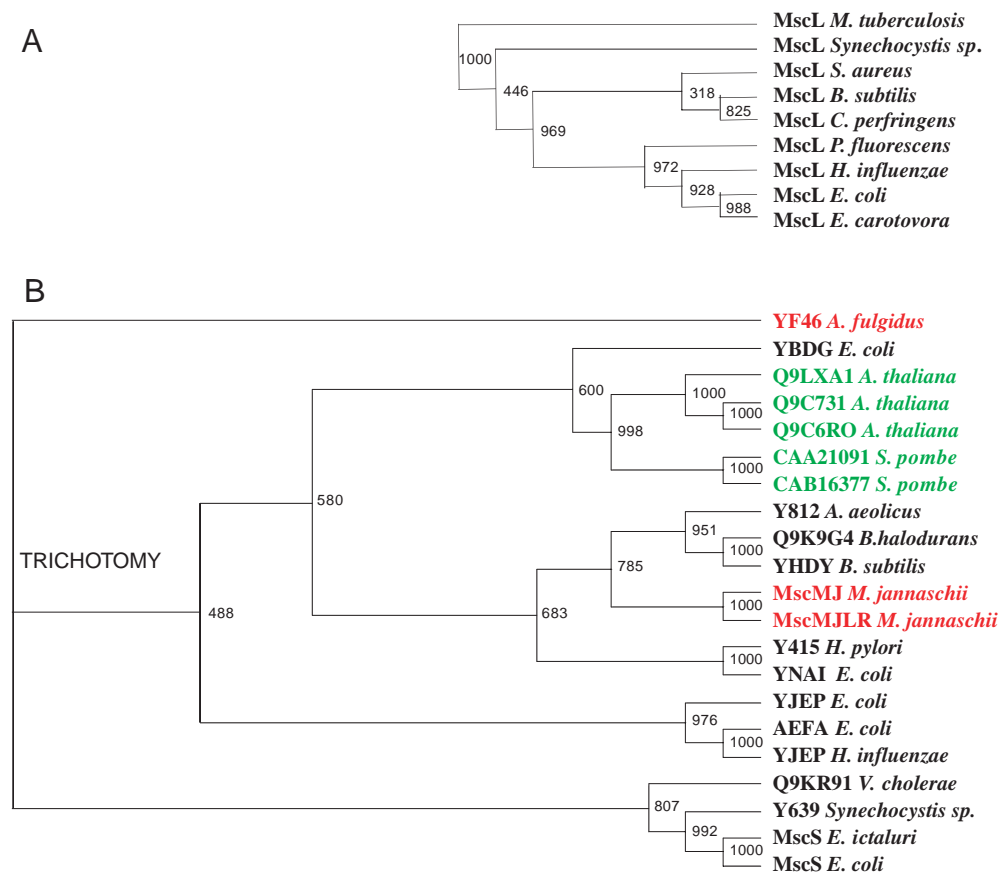 A
MscL M. tuberculosis
1000
MscL Synechocystis sp.
MscL S. aureus
446
318
MscL B. subtilis
825
MscL C. perfringens
969
MscL P. fluorescens
972
MscL H. influenzae
928
MscL E. coli
988
MscL E. carotovora
B
YF46 A. fulgidus
YBDG E. coli
Q9LXA1 A. thaliana
600
1000
Q9C731 A. thaliana
1000
Q9C6RO A. thaliana
998
CAA21091 S. pombe
1000
CAB16377 S. pombe
580
Y812 A. aeolicus
951
Q9K9G4 B.halodurans
1000
YHDY B. subtilis
TRICHOTOMY
785
MscMJ M. jannaschii
1000
MscMJLR M. jannaschii
488
683
Y415 H. pylori
1000
YNAI E. coli
YJEP E. coli
976
AEFA E. coli
1000
YJEP H. influenzae
Q9KR91 V. cholerae
807
Y639 Synechocystis sp.
992
MscS E. ictaluri
1000
MscS E. coli